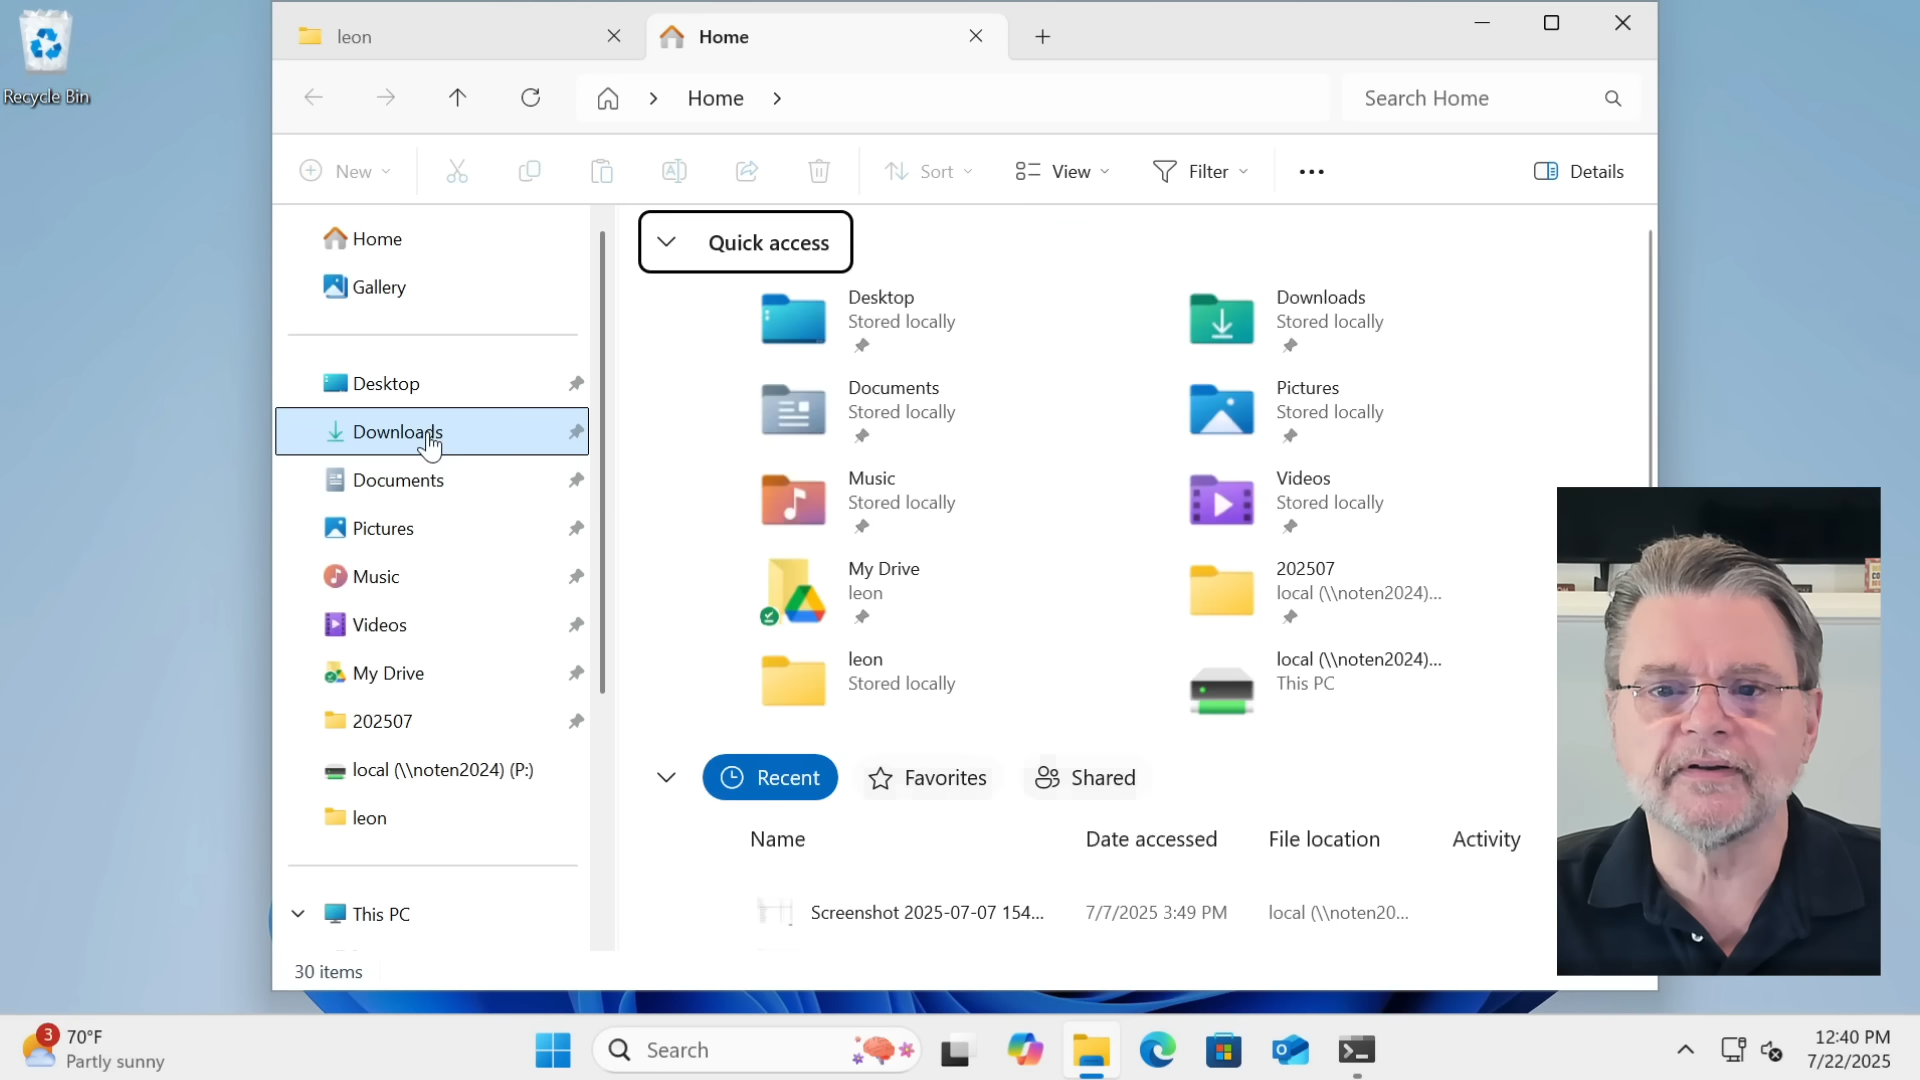 Recycle Bin
leon
Home
Home
Search Home
New
Sort
View
Filter
Details
Home
Gallery
Desktop
Downloads
Documents
Pictures
Music
Videos
My Drive
202507
local (\\noten2024) (P:)
leon
This PC
30 items
Quick access
Desktop
Stored locally
Downloads
Stored locally
Documents
Stored locally
Pictures
Stored locally
Music
Stored locally
Videos
Stored locally
My Drive
leon
202507
local (\\noten2024)...
leon
Stored locally
local (\\noten2024)...
This PC
Recent
Favorites
Shared
Name Date accessed File location Activity
Screenshot 2025-07-07 154... 7/7/2025 3:49 PM local (\\noten20...
3
70°F
Partly sunny
Search
12:40 PM
7/22/2025